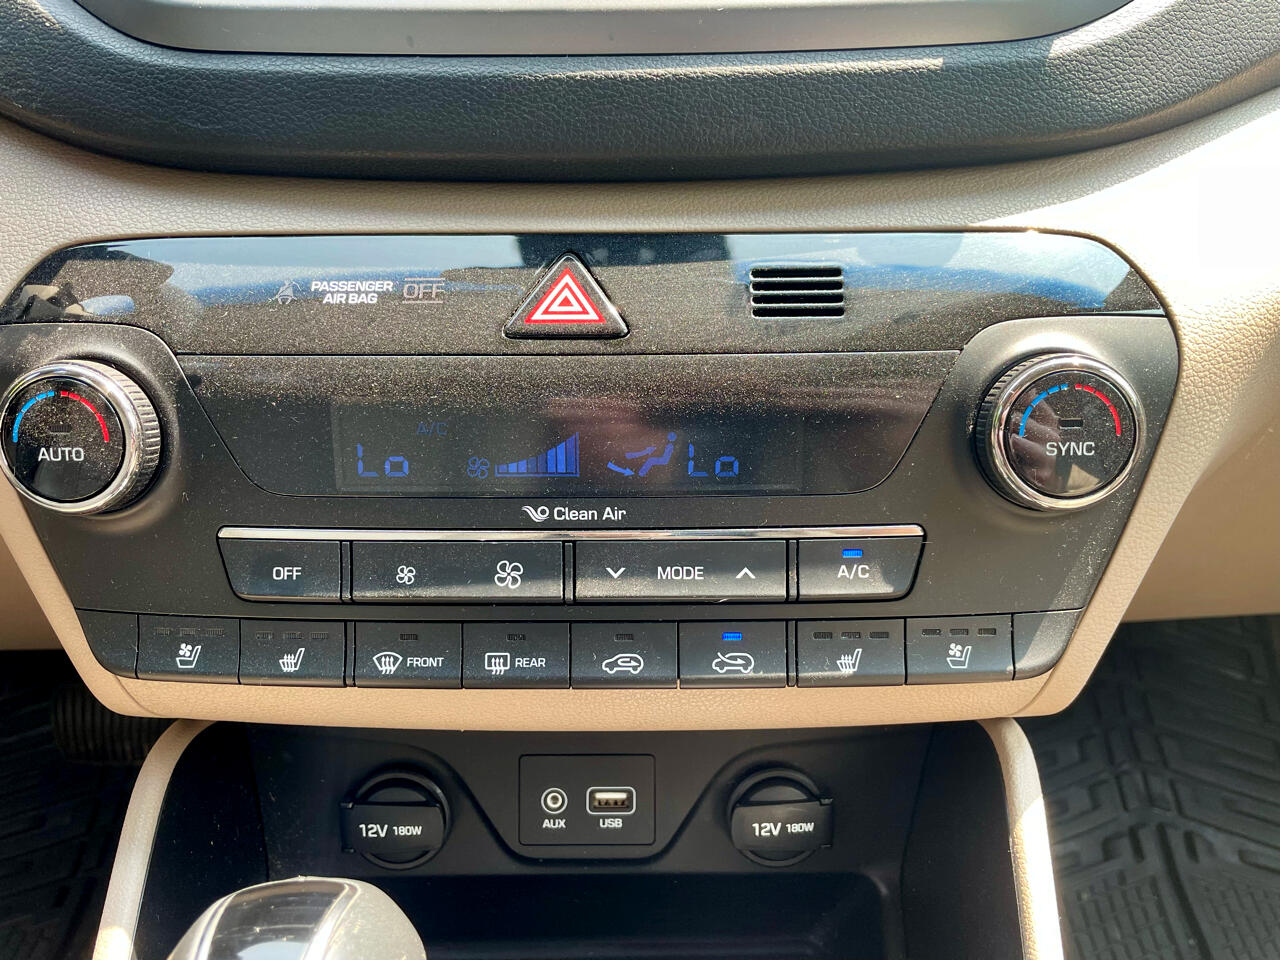 PASSENGER
AIR BAG OFF
AUTO
A/C
Lo
Lo
SYNC
Clean Air
OFF
MODE
A/C
FRONT
REAR
12V 180W
AUX
USB
12V 180W